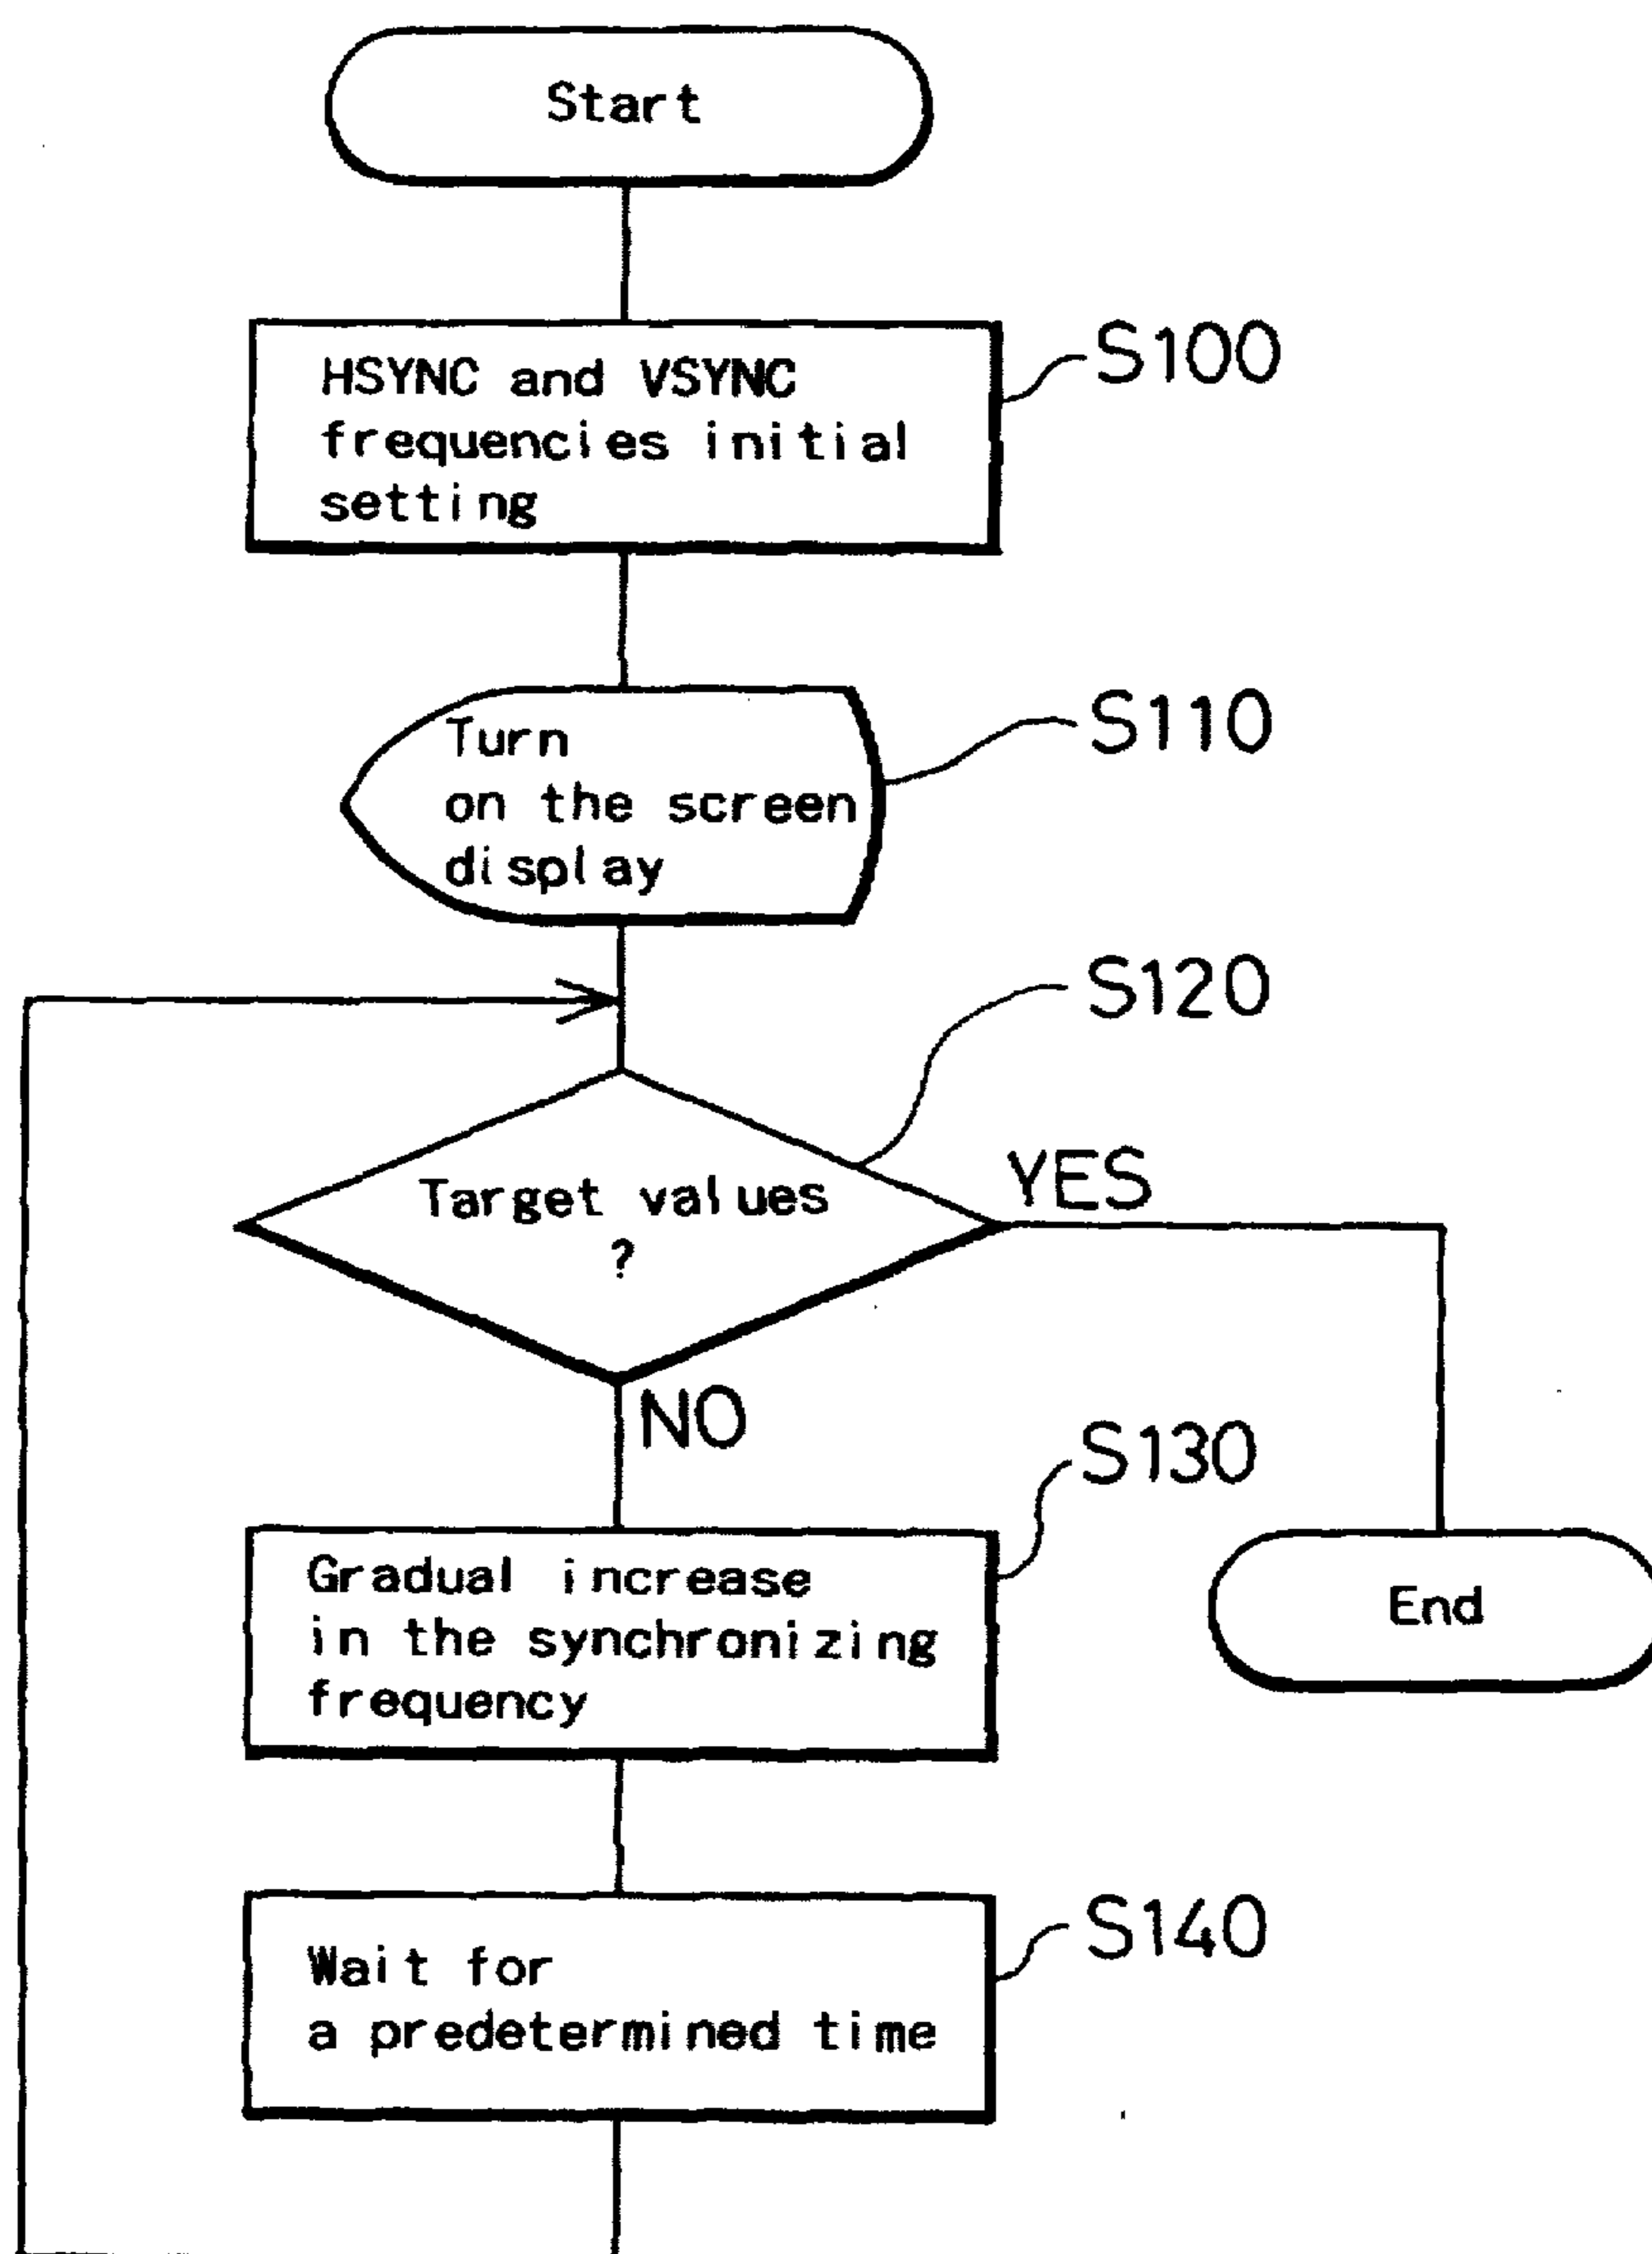 Start
HSYNC and VSYNC
frequencies initial
setting
S100
Turn
on the screen
display
S110
S120
Target values
?
YES
NO
S130
Gradual increase
in the synchronizing
frequency
End
S140
Wait for
a predetermined time